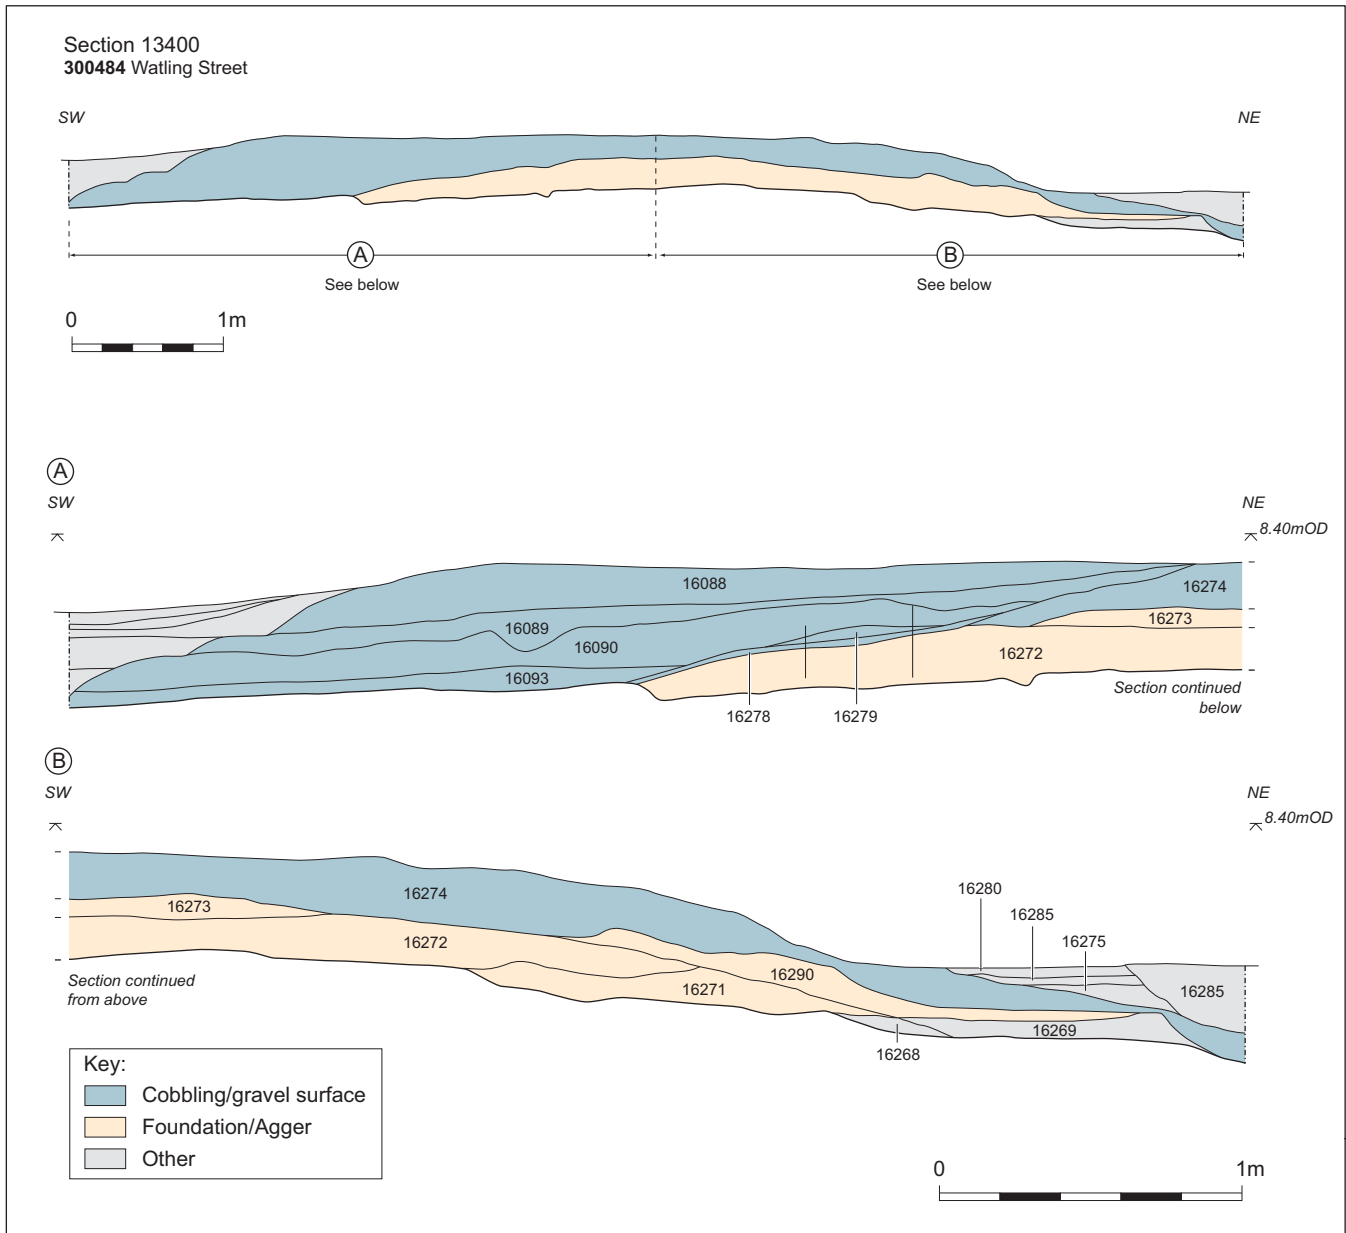 Section 13400
300484 Watling Street
SW
NE
A
B
See below
See below
0 1m
A
SW
NE
8.40mOD
16088
16274
16273
16089
16090
16272
16093
16278
16279
Section continued
below
B
SW
NE
8.40mOD
16280
16274
16285
16273
16275
16272
16290
16271
16285
16269
16268
Section continued
from above
Key:
Cobbling/gravel surface
Foundation/Agger
Other
0 1m